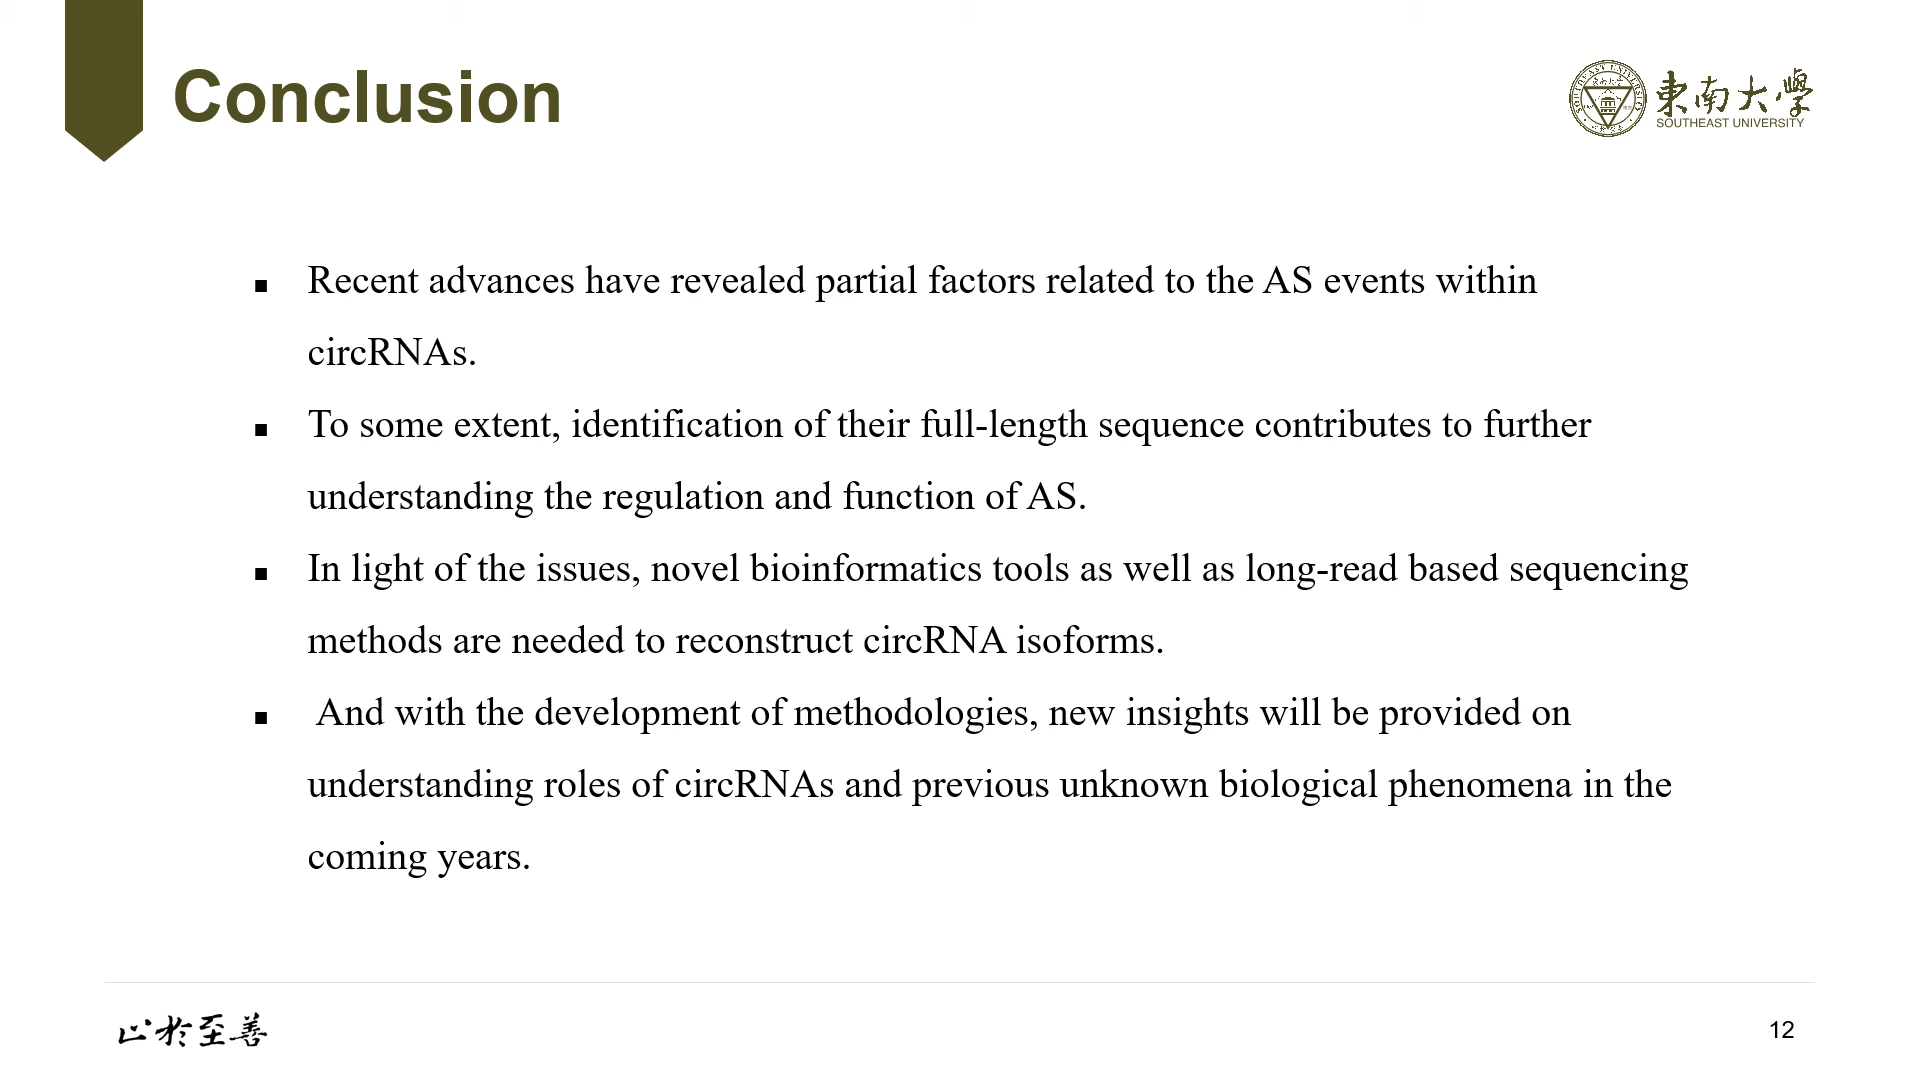 Conclusion
東南大學
SOUTHEAST UNIVERSITY
Recent advances have revealed partial factors related to the AS events within
circRNAs.
To some extent, identification of their full-length sequence contributes to further
understanding the regulation and function of AS.
In light of the issues, novel bioinformatics tools as well as long-read based sequencing
methods are needed to reconstruct circRNA isoforms.
And with the development of methodologies, new insights will be provided on
understanding roles of circRNAs and previous unknown biological phenomena in the
coming years.
止於至善
12